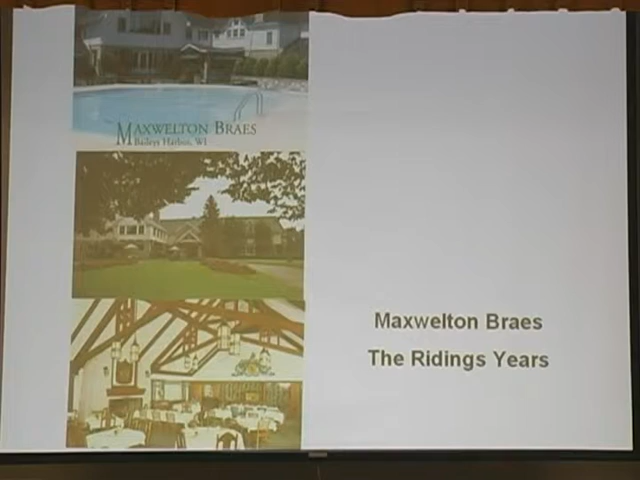 MAXWELTON BRAES
Baileys Harbor, WI
Maxwelton Braes
The Ridings Years